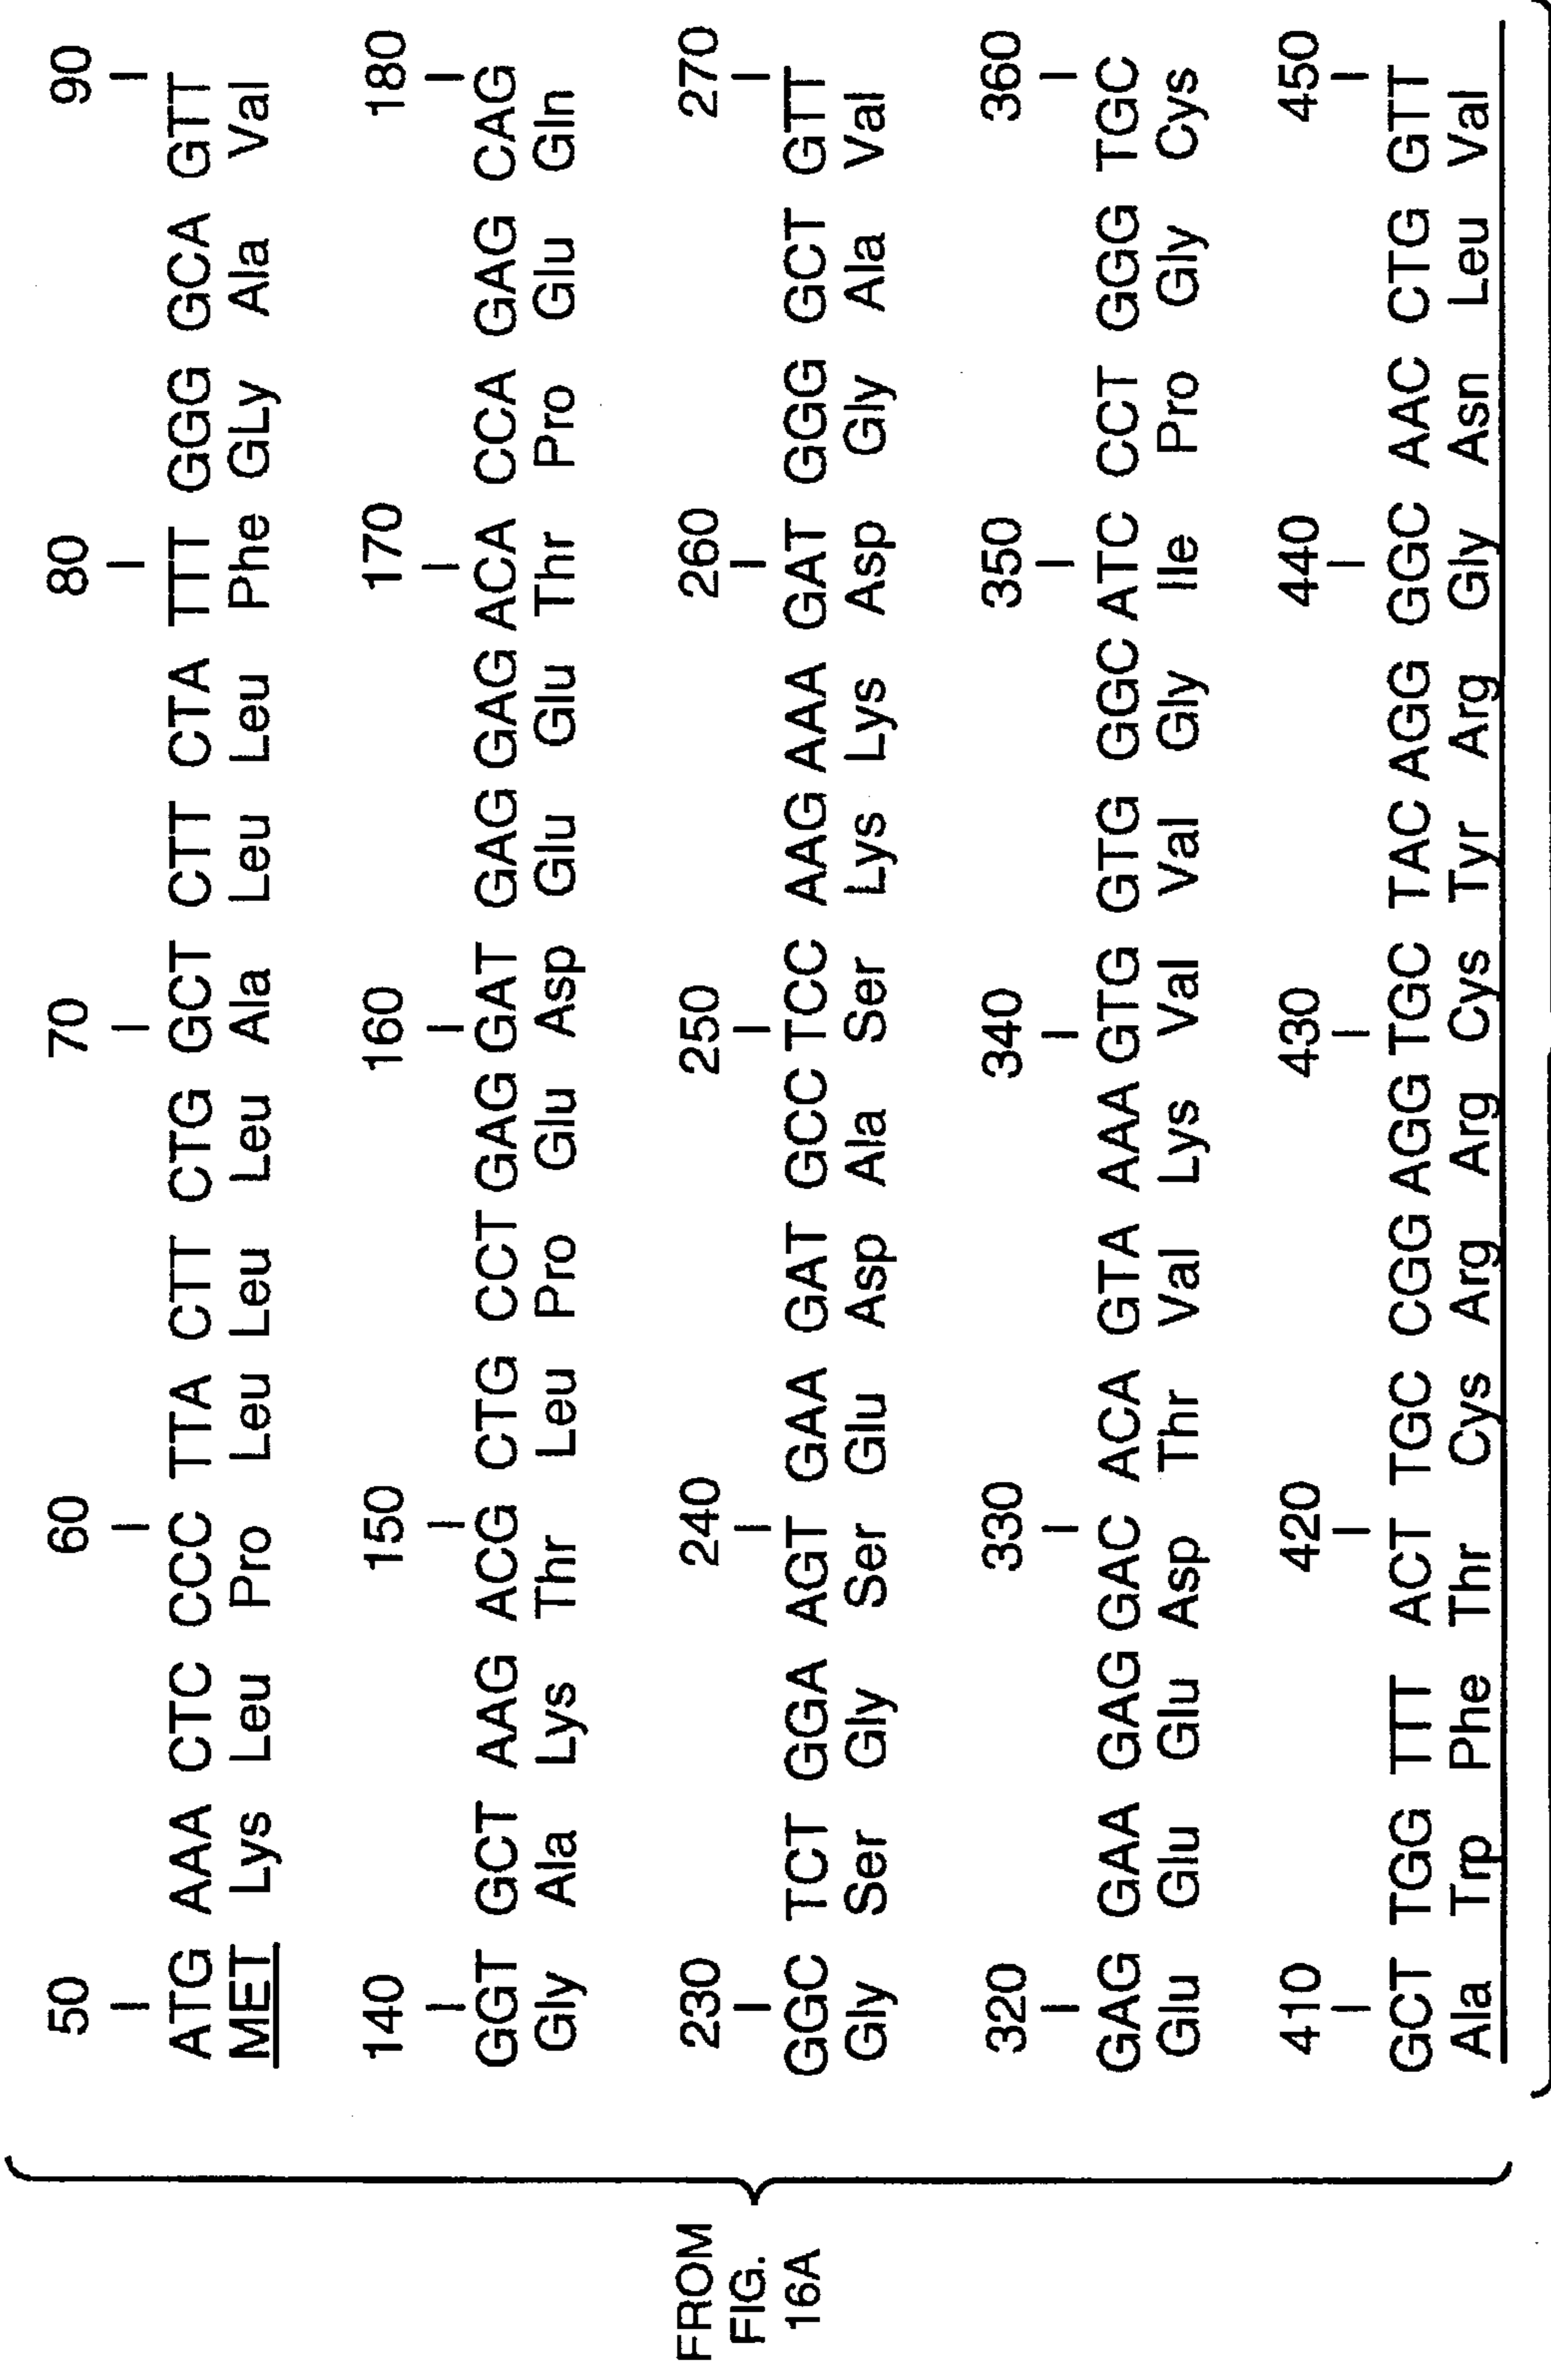 FROM
FIG.
16A
50 60 70 80 90
ATG AAA CTC CCC TTA CTT CTG GCT CTT CTA TTT GGG GCA GTT
MET Lys Leu Pro Leu Leu Leu Ala Leu Leu Phe GLy Ala Val
140 150 160 170 180
GGT GCT AAG ACG CTG CCT GAG GAT GAG GAG ACA CCA GAG CAG
Gly Ala Lys Thr Leu Pro Glu Asp Glu Glu Thr Pro Glu Gln
230 240 250 260 270
GGC TCT GGA AGT GAA GAT GCC TCC AAG AAA GAT GGG GCT GTT
Gly Ser Gly Ser Glu Asp Ala Ser Lys Lys Asp Gly Ala Val
320 330 340 350 360
GAG GAA GAG GAC ACA GTA AAA GTG GTG GGC ATC CCT GGG TGC
Glu Glu Glu Asp Thr Val Lys Val Val Gly Ile Pro Gly Cys
410 420 430 440 450
GCT TGG TTT ACT TGC CGG AGG TGC TAC AGG GGC AAC CTG GTT
Ala Trp Phe Thr Cys Arg Arg Cys Tyr Arg Gly Asn Leu Val